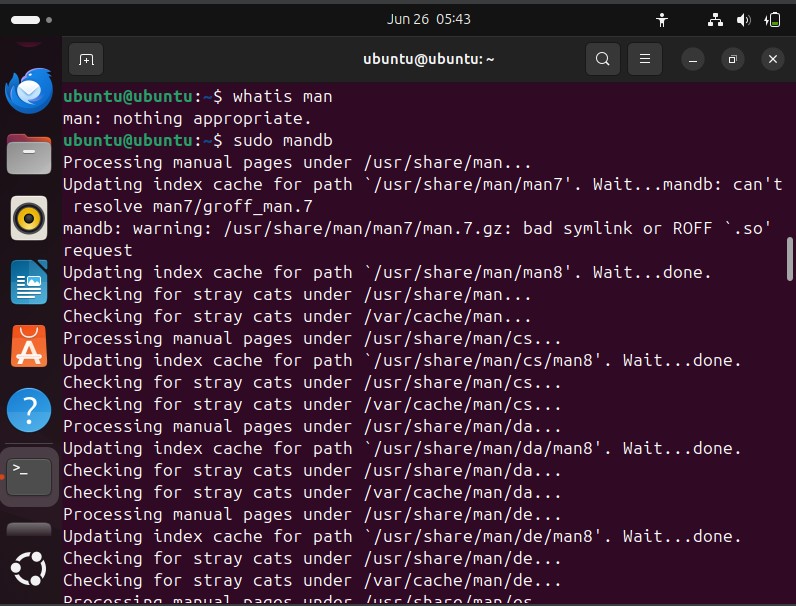 Jun 26 05:43
ubuntu@ubuntu: ~
ubuntu@ubuntu:~$ whatis man
man: nothing appropriate.
ubuntu@ubuntu:~$ sudo mandb
Processing manual pages under /usr/share/man...
Updating index cache for path `/usr/share/man/man7'. Wait...mandb: can't
 resolve man7/groff_man.7
mandb: warning: /usr/share/man/man7/man.7.gz: bad symlink or ROFF `.so'
request
Updating index cache for path `/usr/share/man/man8'. Wait...done.
Checking for stray cats under /usr/share/man...
Checking for stray cats under /var/cache/man...
Processing manual pages under /usr/share/man/cs...
Updating index cache for path `/usr/share/man/cs/man8'. Wait...done.
Checking for stray cats under /usr/share/man/cs...
Checking for stray cats under /var/cache/man/cs...
Processing manual pages under /usr/share/man/da...
Updating index cache for path `/usr/share/man/da/man8'. Wait...done.
Checking for stray cats under /usr/share/man/da...
Checking for stray cats under /var/cache/man/da...
Processing manual pages under /usr/share/man/de...
Updating index cache for path `/usr/share/man/de/man8'. Wait...done.
Checking for stray cats under /usr/share/man/de...
Checking for stray cats under /var/cache/man/de...
Processing manual pages under /usr/share/man/es...